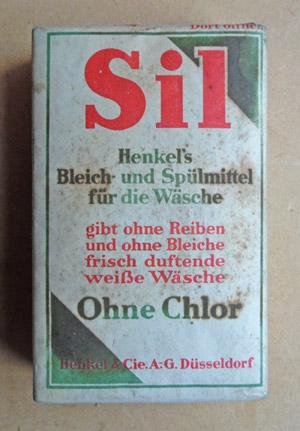 Sil
Henkel's
Bleich- und Spülmittel
für die Wäsche
gibt ohne Reiben
und ohne Bleiche
frisch duftende
weiße Wäsche
Ohne Chlor
Henkel & Cie. A:G. Düsseldorf